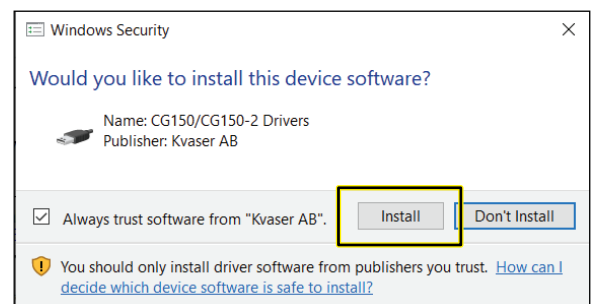 Windows Security
Would you like to install this device software?
Name: CG150/CG150-2 Drivers
Publisher: Kvaser AB
Always trust software from "Kvaser AB".
Install
Don't Install
You should only install driver software from publishers you trust. How can I
decide which device software is safe to install?